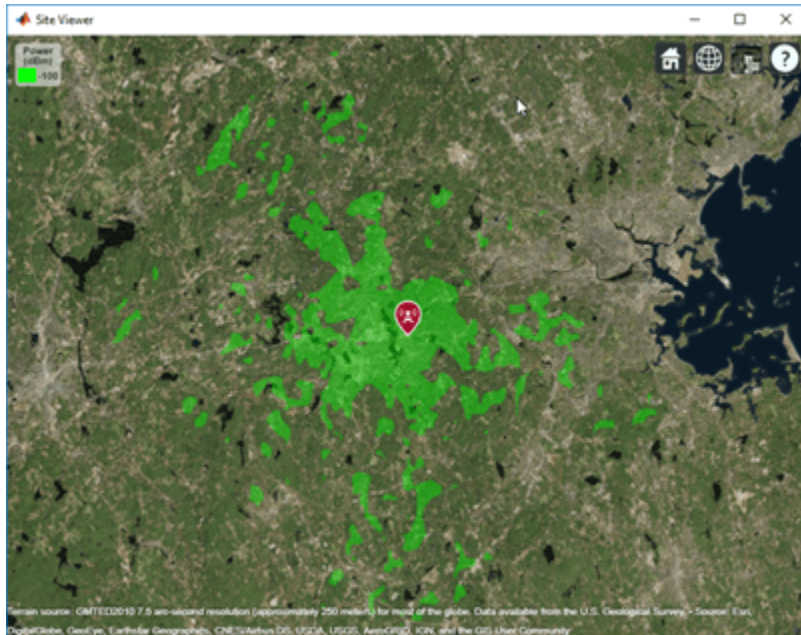 Site Viewer
Power
(dBm)
-100
?
Terrain source: GMTED2010 7.5 arc-second resolution (approximately 250 meters) for most of the globe. Data available from the U.S. Geological Survey. • Source: Esri,
DigitalGlobe, GeoEye, Earthstar Geographics, CNES/Airbus DS, USDA, USGS, AeroGRID, IGN, and the GIS User Community